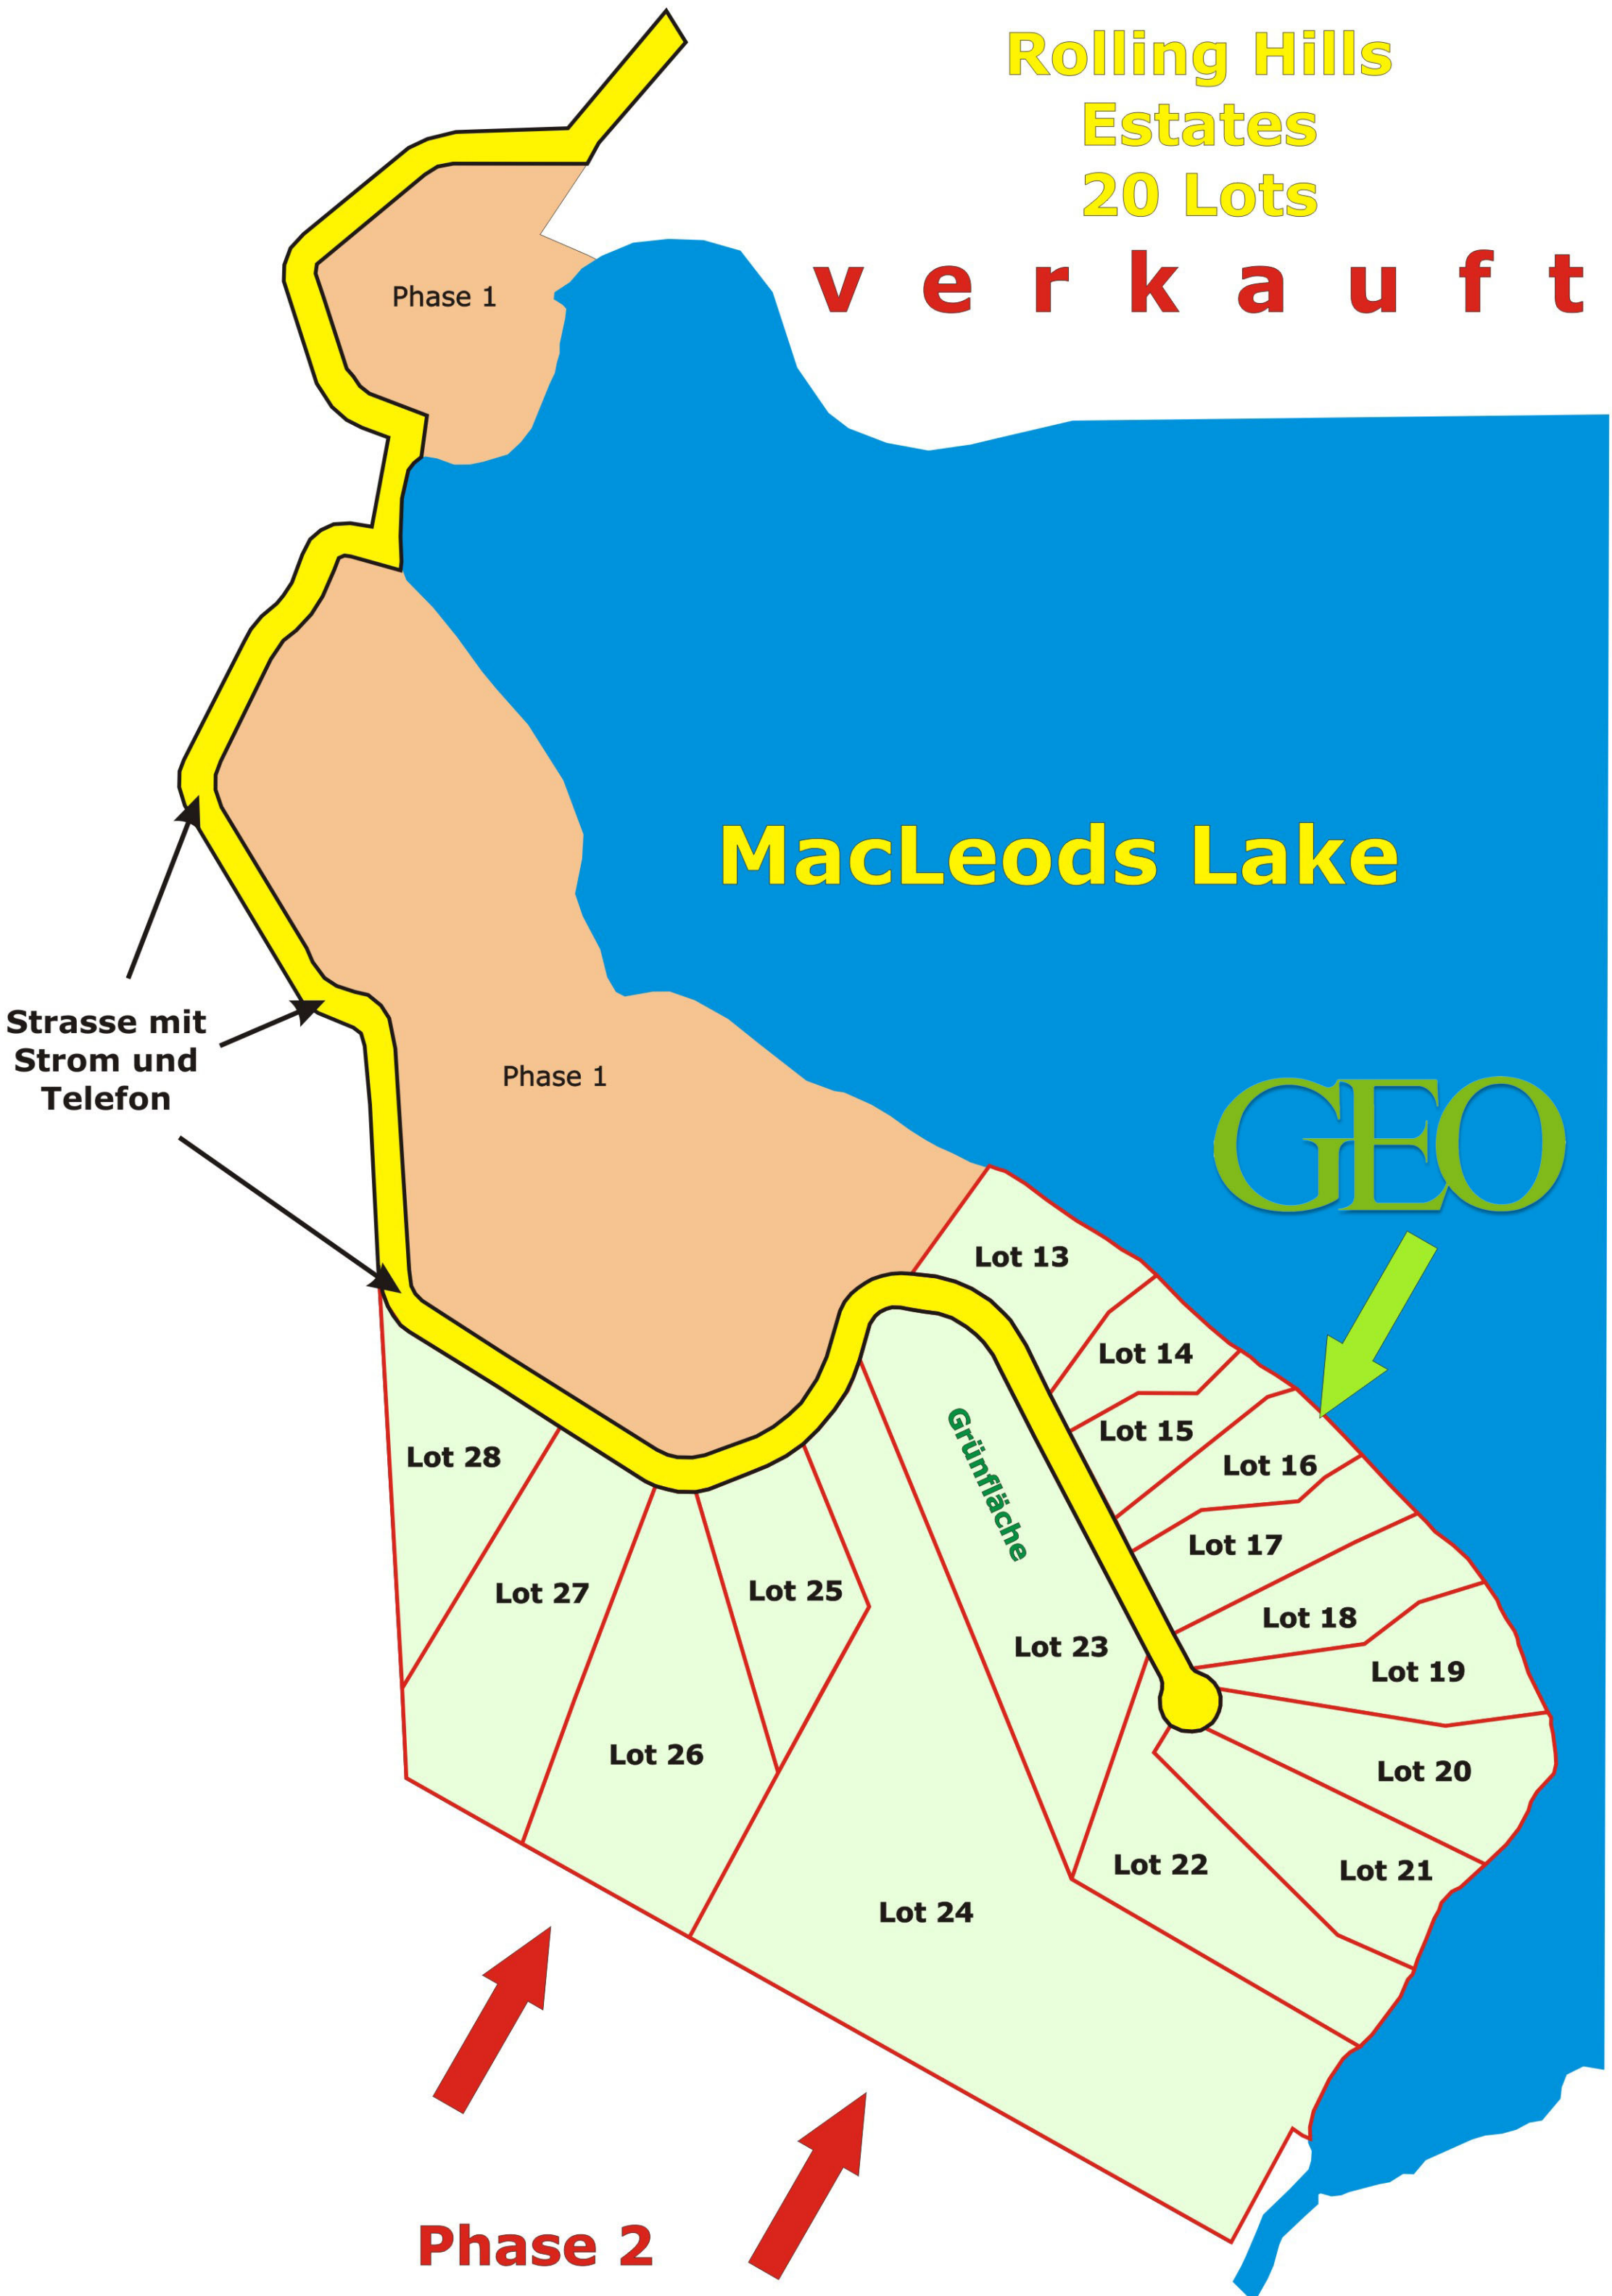 Rolling Hills
Estates
20 Lots
verkauft
Phase 1
MacLeods Lake
Strasse mit
Strom und
Telefon
Phase 1
GEO
Lot 13
Lot 14
Lot 15
Lot 16
Lot 17
Lot 18
Lot 19
Lot 20
Lot 21
Lot 22
Lot 23
Grünfläche
Lot 24
Lot 25
Lot 26
Lot 27
Lot 28
Phase 2